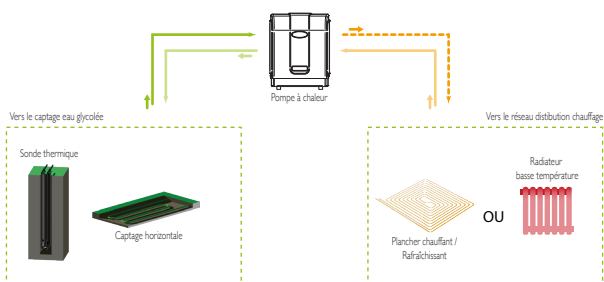 Pompe à chaleur
Vers le captage eau glycolée
Vers le réseau distibution chauffage
Sonde thermique
Captage horizontale
Radiateur
basse température
OU
Plancher chauffant /
Rafraîchissant